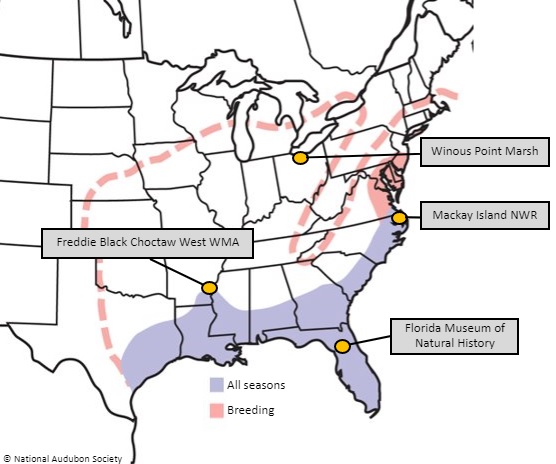 Winous Point Marsh
Mackay Island NWR
Freddie Black Choctaw West WMA
Florida Museum of
Natural History
All seasons
Breeding
© National Audubon Society